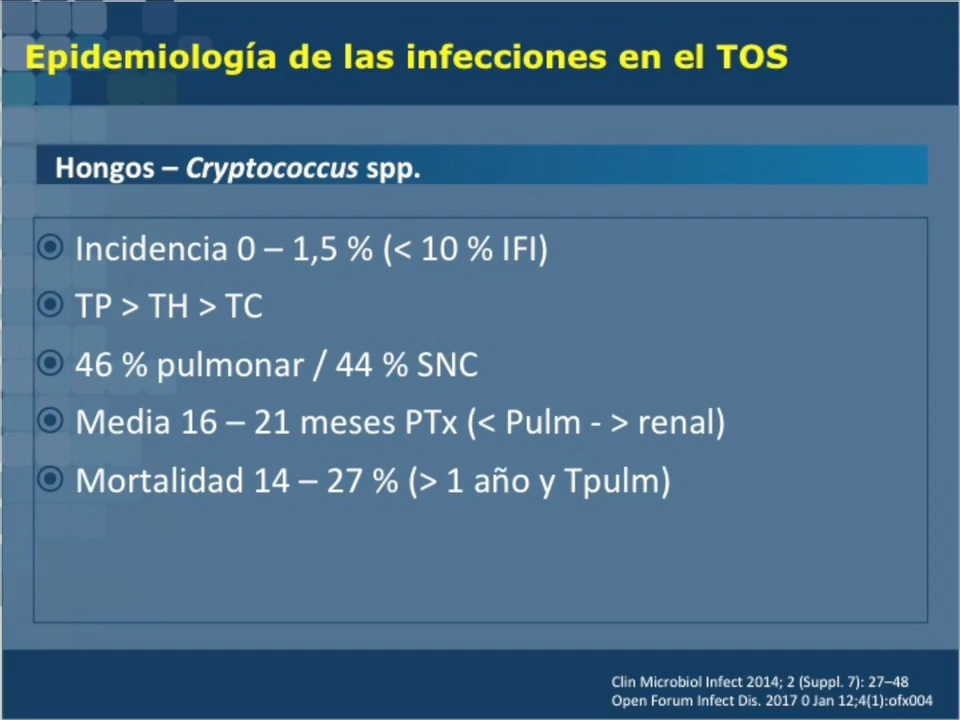 Epidemiología de las infecciones en el TOS
Hongos – Cryptococcus spp.
Incidencia 0 – 1,5 % (< 10 % IFI)
TP > TH > TC
46 % pulmonar / 44 % SNC
Media 16 – 21 meses PTx (< Pulm - > renal)
Mortalidad 14 – 27 % (> 1 año y Tpulm)
Clin Microbiol Infect 2014; 2 (Suppl. 7): 27–48
Open Forum Infect Dis. 2017 0 Jan 12;4(1):ofx004